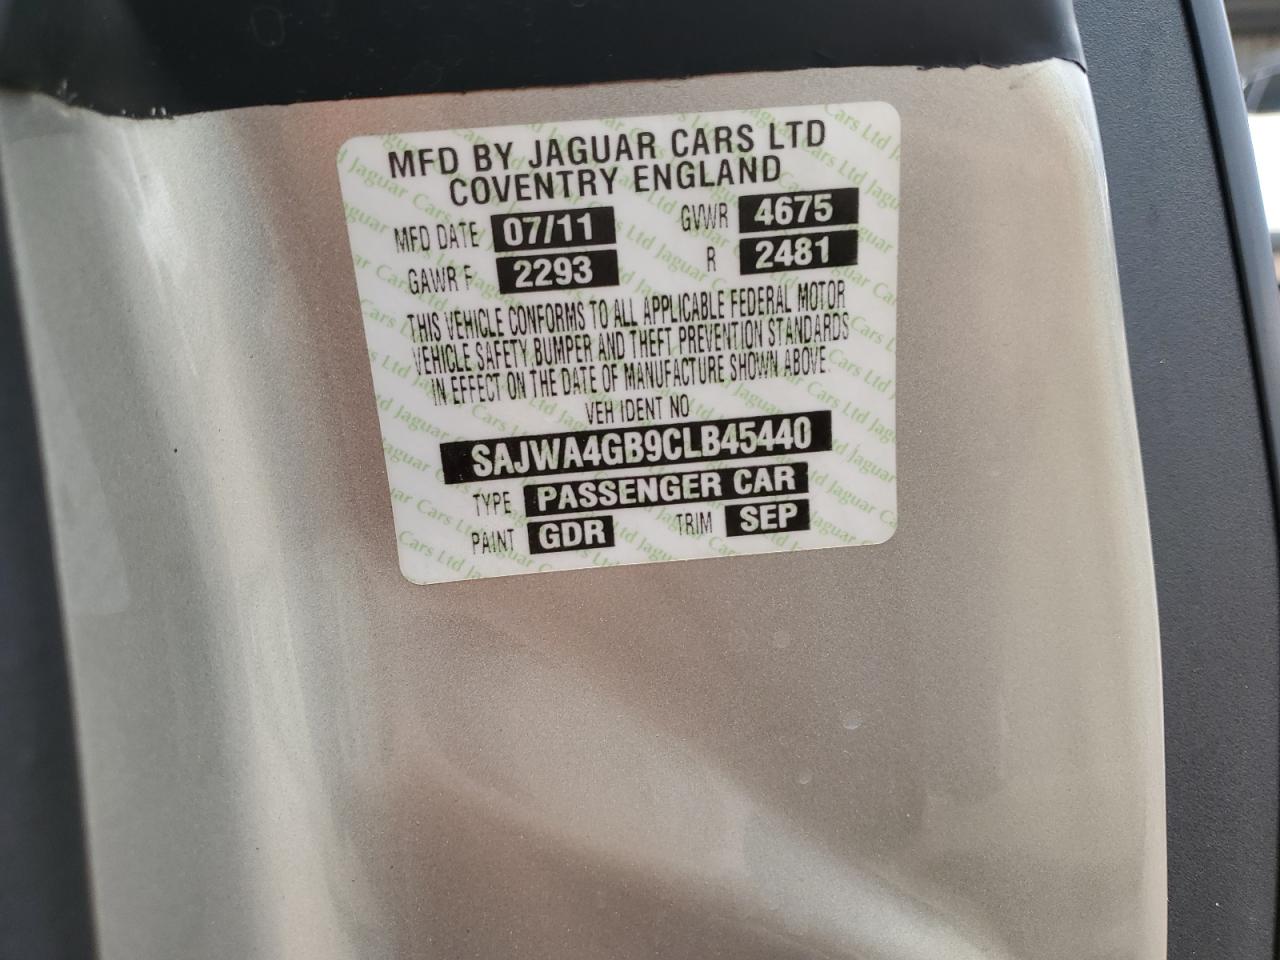 MFD BY JAGUAR CARS LTD
COVENTRY ENGLAND
MFD DATE 07/11 GVWR 4675
GAWR F 2293 R 2481
THIS VEHICLE CONFORMS TO ALL APPLICABLE FEDERAL MOTOR
VEHICLE SAFETY, BUMPER AND THEFT PREVENTION STANDARDS
IN EFFECT ON THE DATE OF MANUFACTURE SHOWN ABOVE.
VEH IDENT NO
SAJWA4GB9CLB45440
TYPE PASSENGER CAR
PAINT GDR TRIM SEP